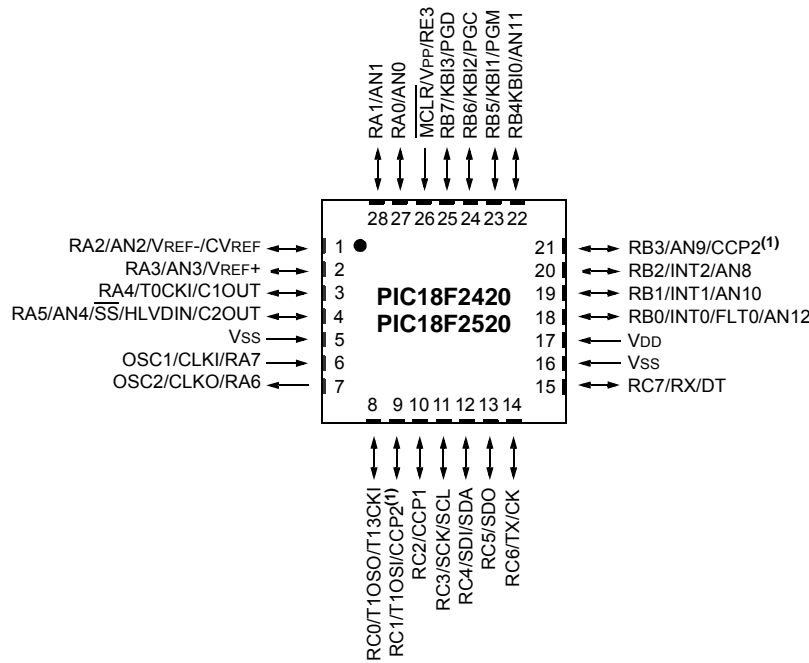 RA1/AN1
RA0/AN0
MCLR/VPP/RE3
RB7/KBI3/PGD
RB6/KBI2/PGC
RB5/KBI1/PGM
RB4KBI0/AN11
28 27 26 25 24 23 22
RA2/AN2/VREF-/CVREF 1
RA3/AN3/VREF+ 2
RA4/T0CKI/C1OUT 3
RA5/AN4/SS/HLVDIN/C2OUT 4
VSS 5
OSC1/CLKI/RA7 6
OSC2/CLKO/RA6 7
PIC18F2420
PIC18F2520
21 RB3/AN9/CCP2(1)
20 RB2/INT2/AN8
19 RB1/INT1/AN10
18 RB0/INT0/FLT0/AN12
17 VDD
16 VSS
15 RC7/RX/DT
8 9 10 11 12 13 14
RC0/T1OSO/T13CKI
RC1/T1OSI/CCP2(1)
RC2/CCP1
RC3/SCK/SCL
RC4/SDI/SDA
RC5/SDO
RC6/TX/CK